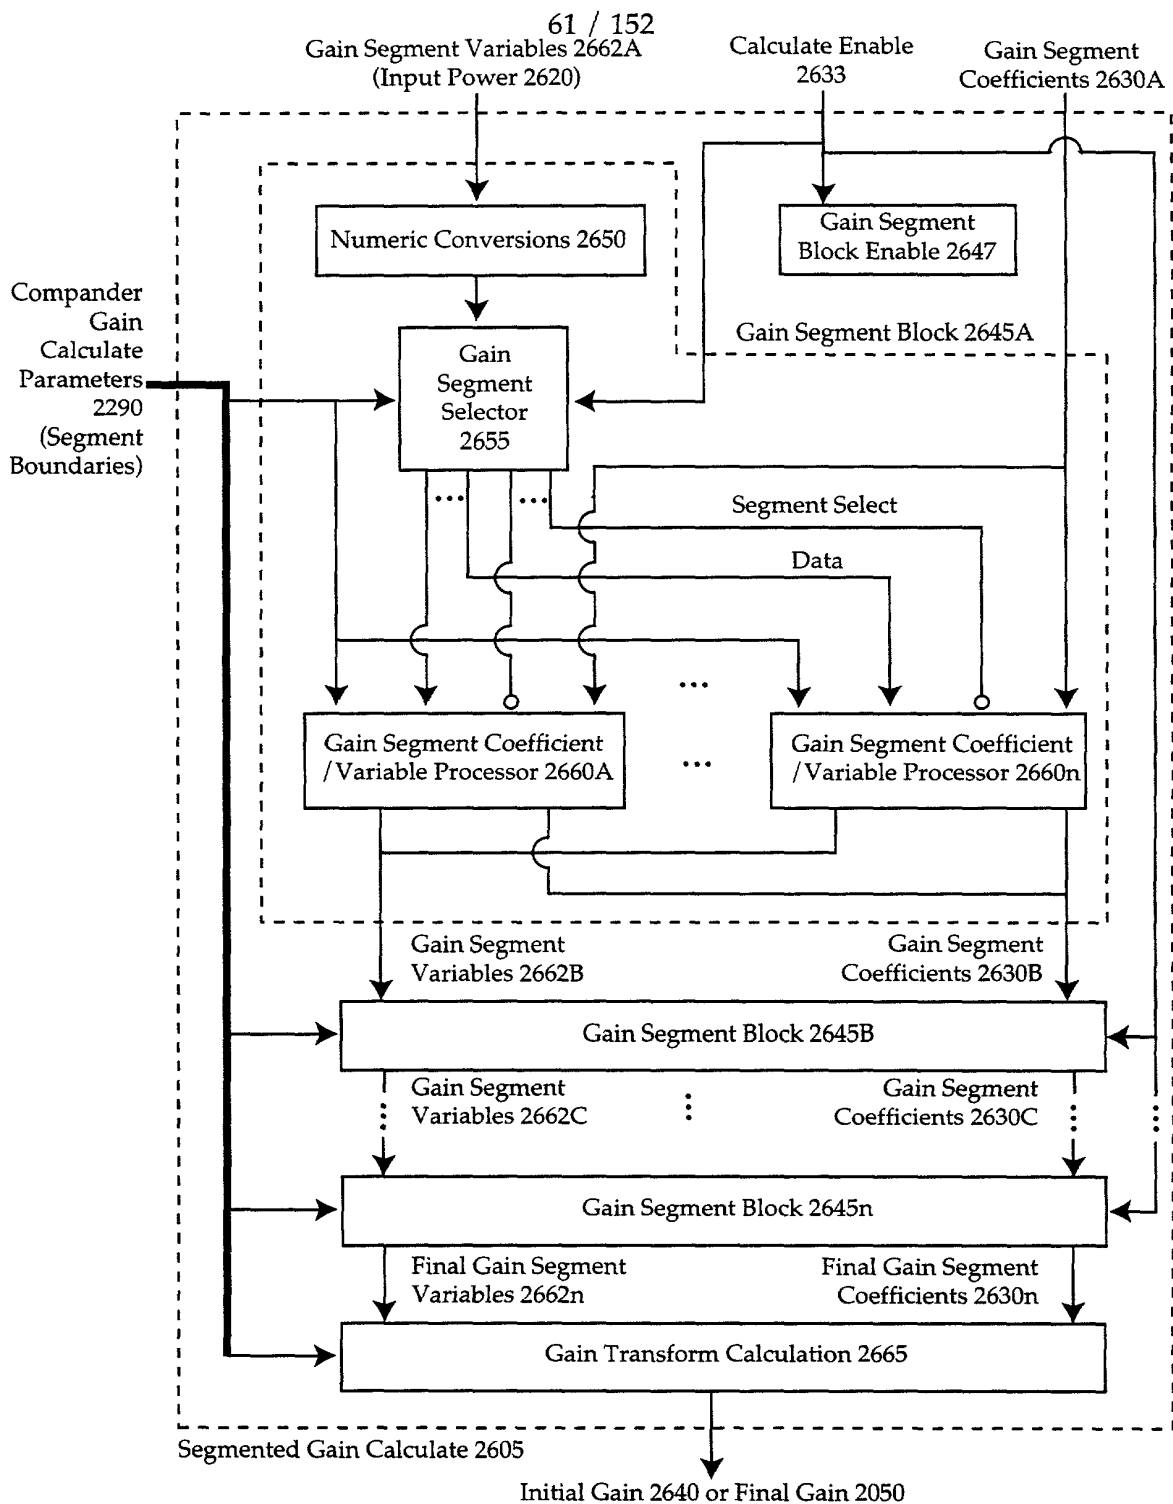 61 / 152
Gain Segment Variables 2662A
(Input Power 2620)
Calculate Enable
2633
Gain Segment
Coefficients 2630A
Numeric Conversions 2650
Gain Segment
Block Enable 2647
Compander
Gain
Calculate
Parameters
2290
(Segment
Boundaries)
Gain Segment Block 2645A
Gain
Segment
Selector
2655
Segment Select
Data
Gain Segment Coefficient
/Variable Processor 2660A
Gain Segment Coefficient
/Variable Processor 2660n
Gain Segment
Variables 2662B
Gain Segment
Coefficients 2630B
Gain Segment Block 2645B
Gain Segment
Variables 2662C
Gain Segment
Coefficients 2630C
Gain Segment Block 2645n
Final Gain Segment
Variables 2662n
Final Gain Segment
Coefficients 2630n
Gain Transform Calculation 2665
Segmented Gain Calculate 2605
Initial Gain 2640 or Final Gain 2050